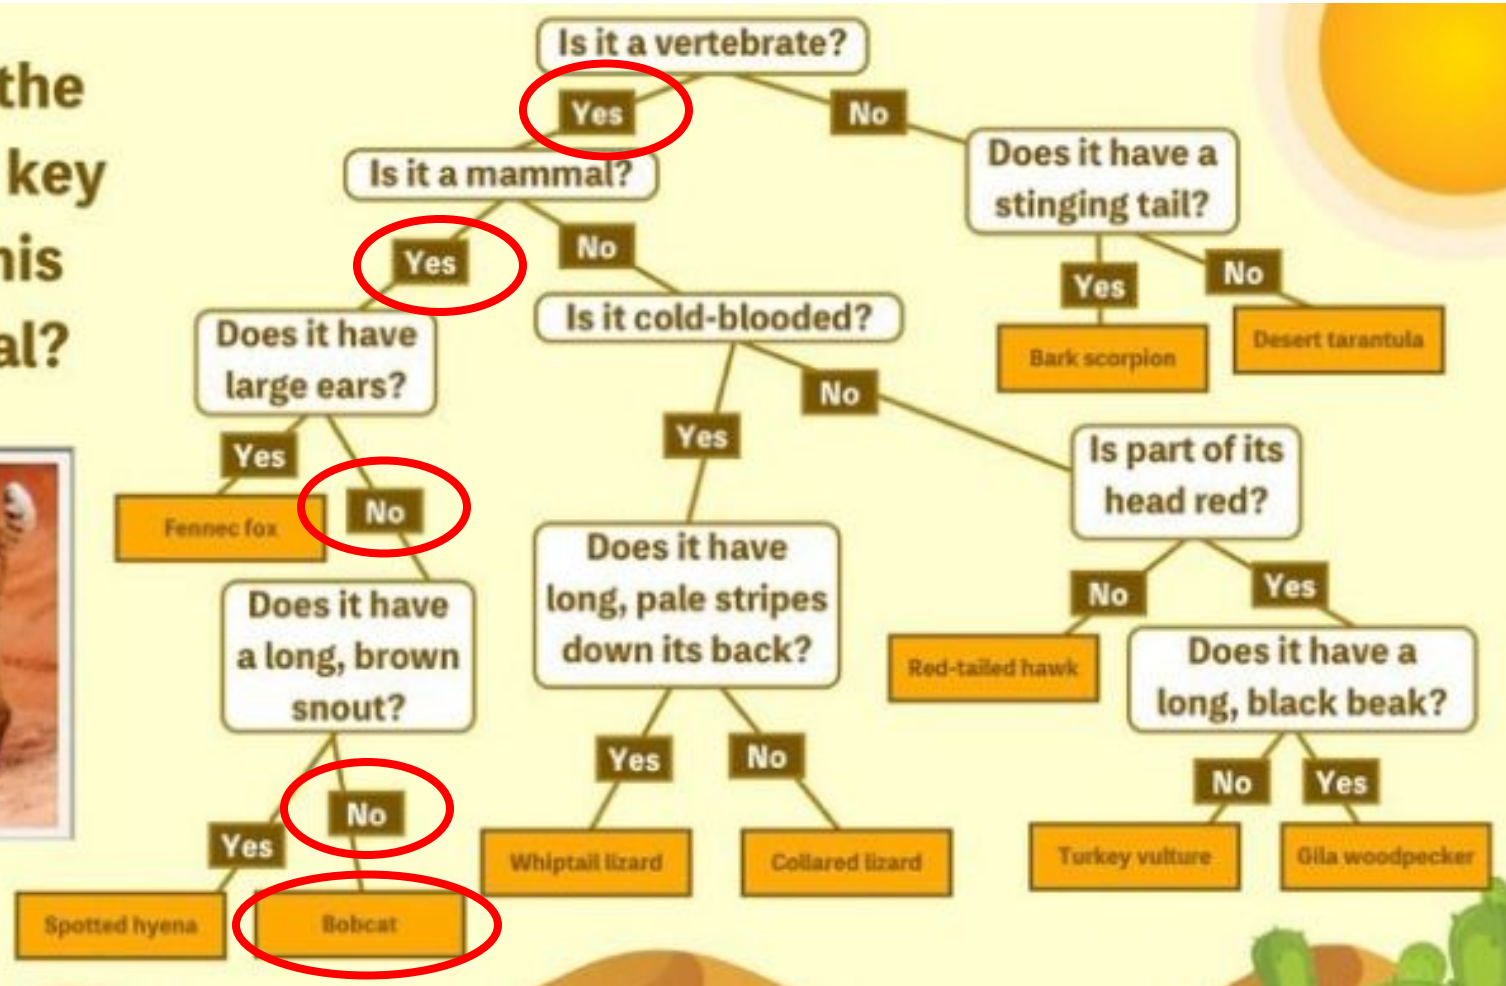 the
key
his
al?
Is it a vertebrate?
Yes
No
Is it a mammal?
Does it have a
stinging tail?
Yes
No
Yes
No
Does it have
large ears?
Is it cold-blooded?
Bark scorpion
Desert tarantula
Yes
No
Yes
No
Fennec fox
Is part of its
head red?
Does it have
a long, brown
snout?
Does it have
long, pale stripes
down its back?
No
Yes
Red-tailed hawk
Does it have a
long, black beak?
Yes
No
Yes
No
No
Yes
Spotted hyena
Bobcat
Whiptail lizard
Collared lizard
Turkey vulture
Gila woodpecker